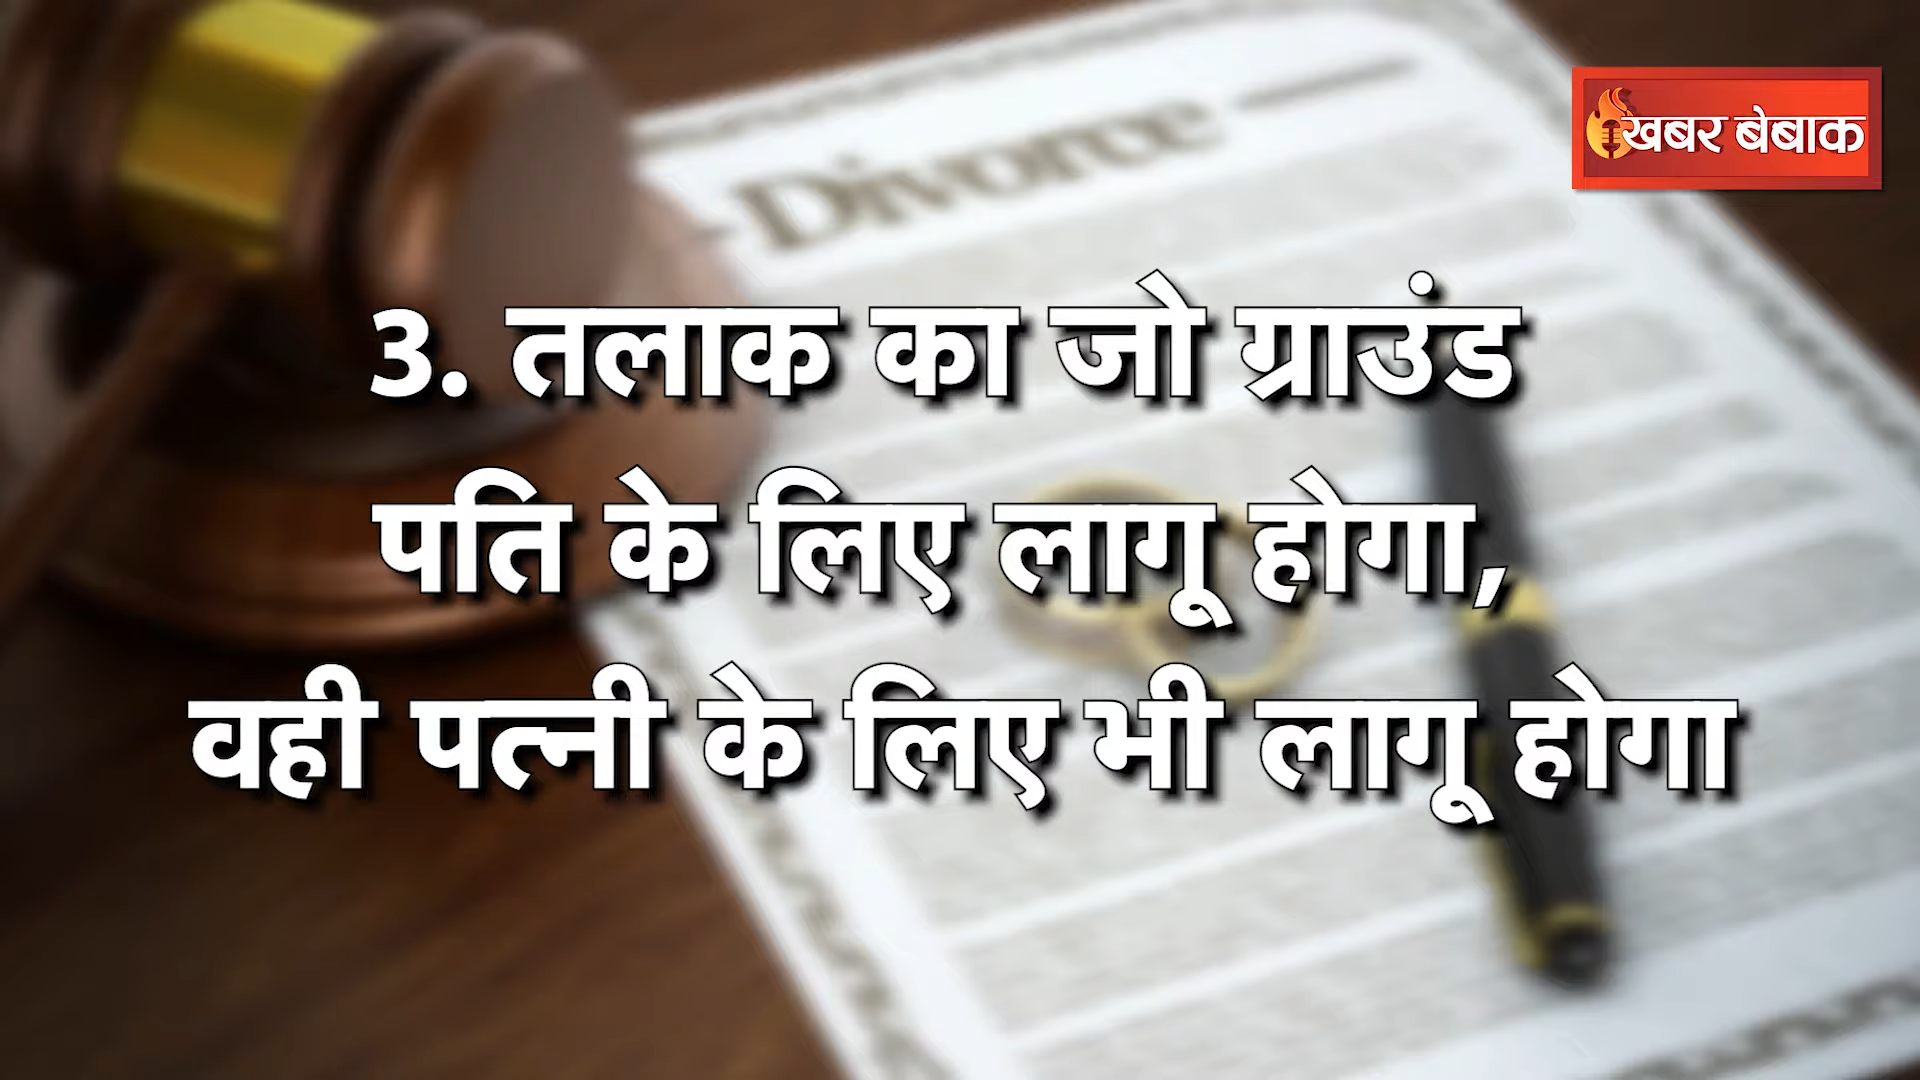 खबर बेबाक
Divorce
3. तलाक का जो ग्राउंड
पति के लिए लागू होगा,
वही पत्नी के लिए भी लागू होगा